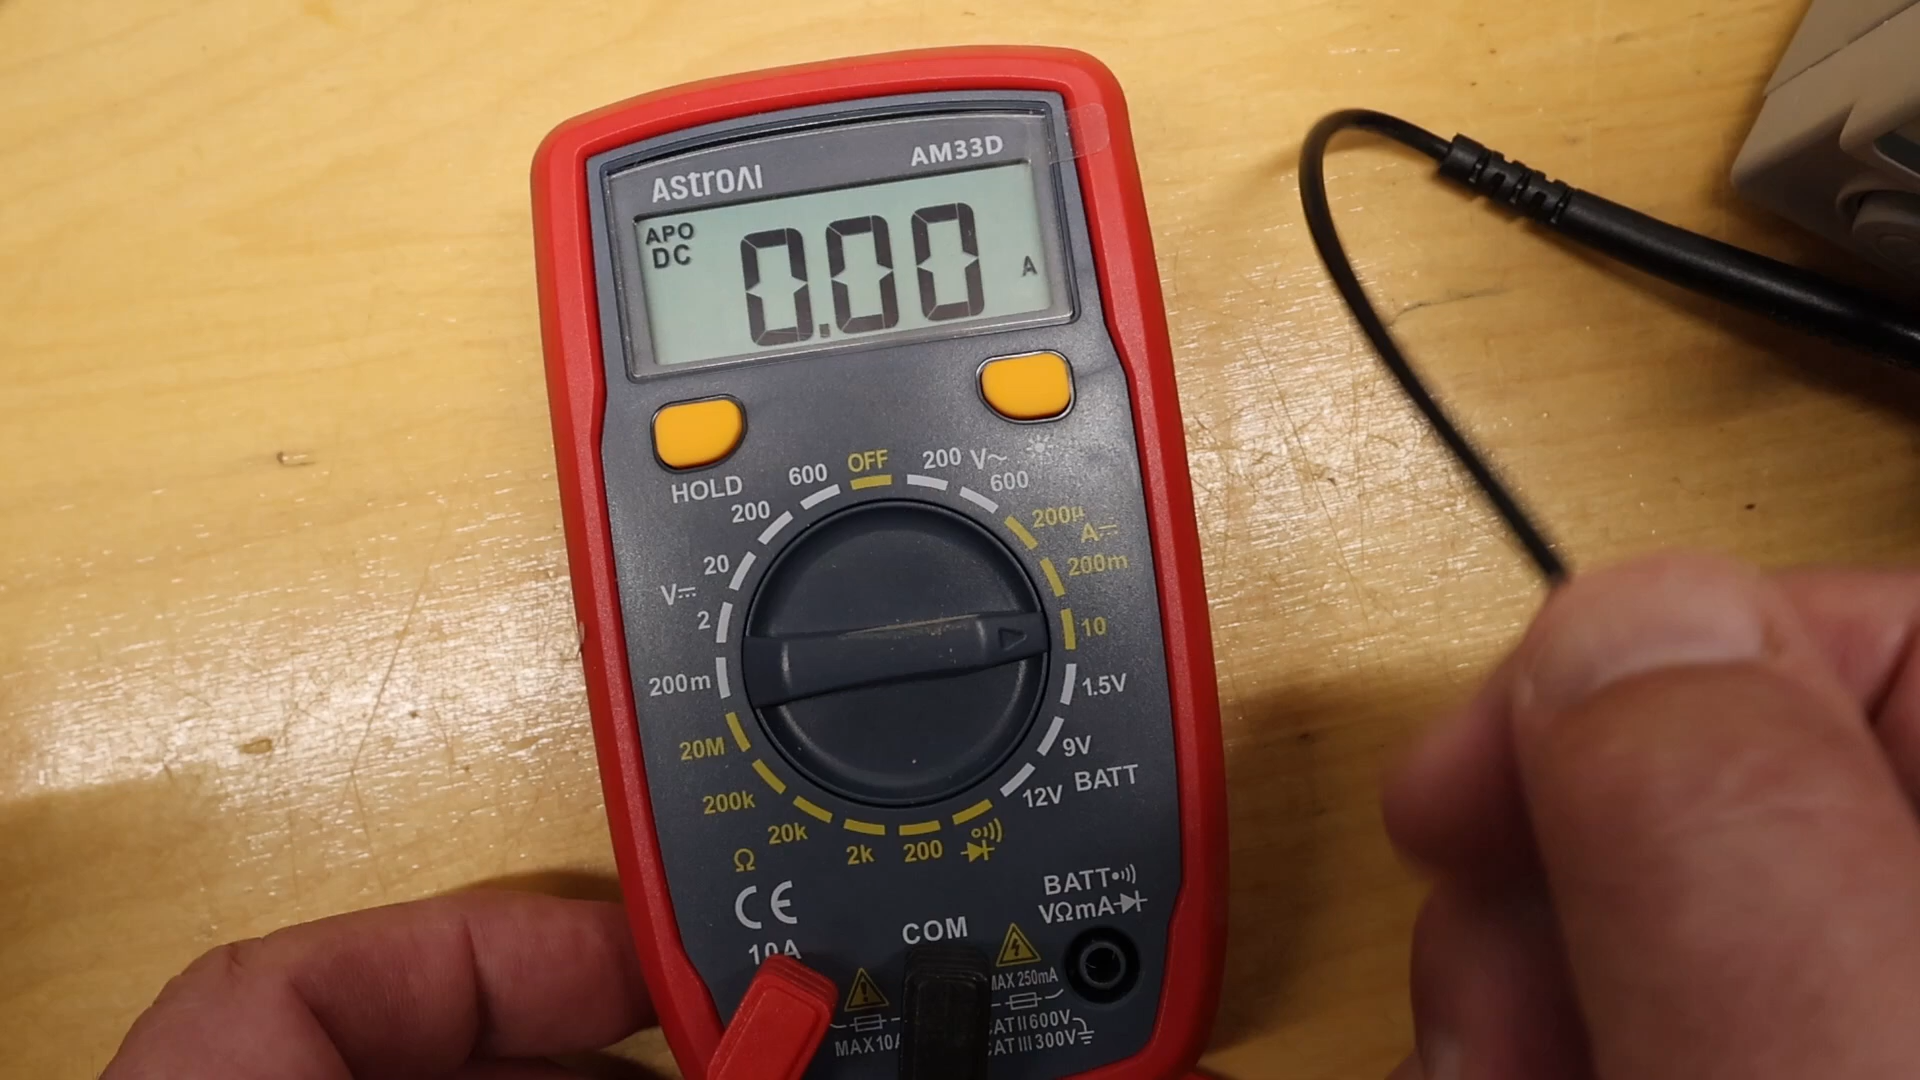 ASTROAI
AM33D
APO
DC
0.00
A
HOLD
OFF
600
200
20
V⎓
2
200m
20M
200k
20k
Ω
2k
200
200 V~
600
200µ
A⎓
200m
10
1.5V
9V
12V BATT
CE
10A
COM
BATT
VΩmA
MAX 250mA
MAX10A
CAT II 600V
CAT III 300V